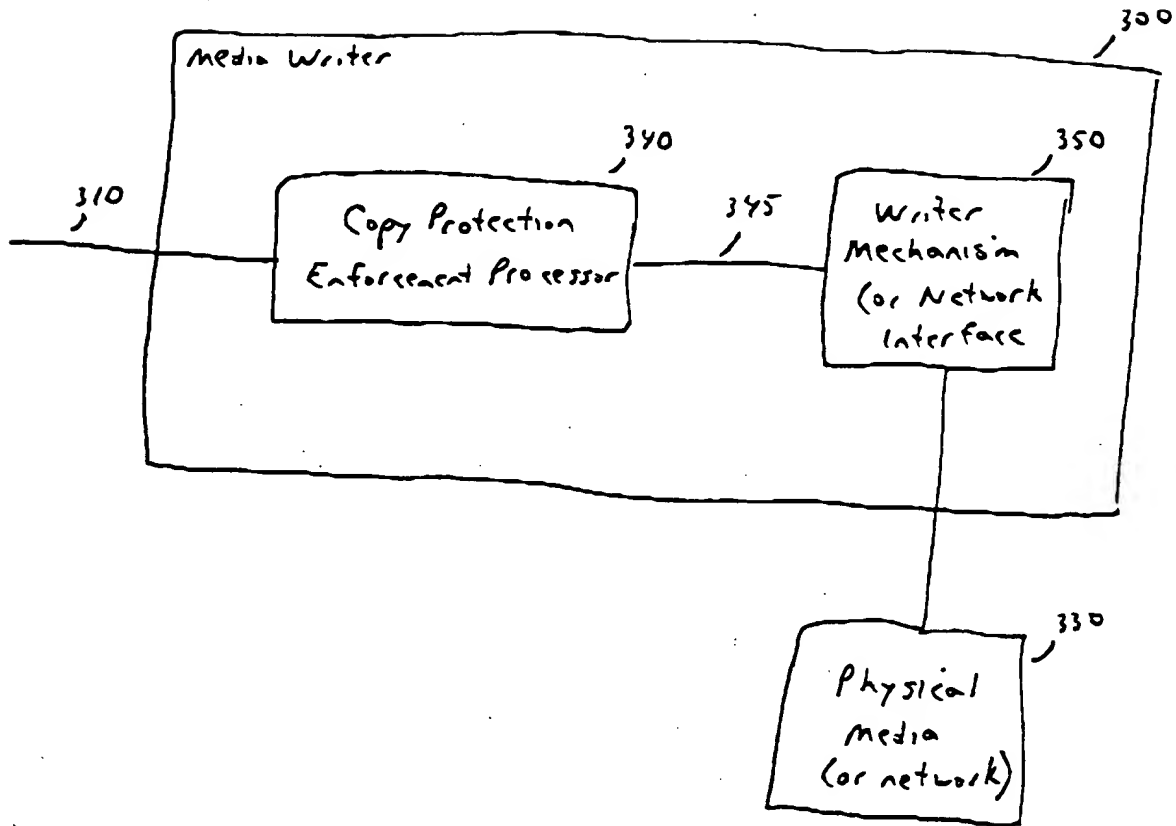 300
Media Writer
340
350
310
Copy Protection
Enforcement Processor
345
Writer
Mechanism
(or Network
Interface
330
Physical
Media
(or network)